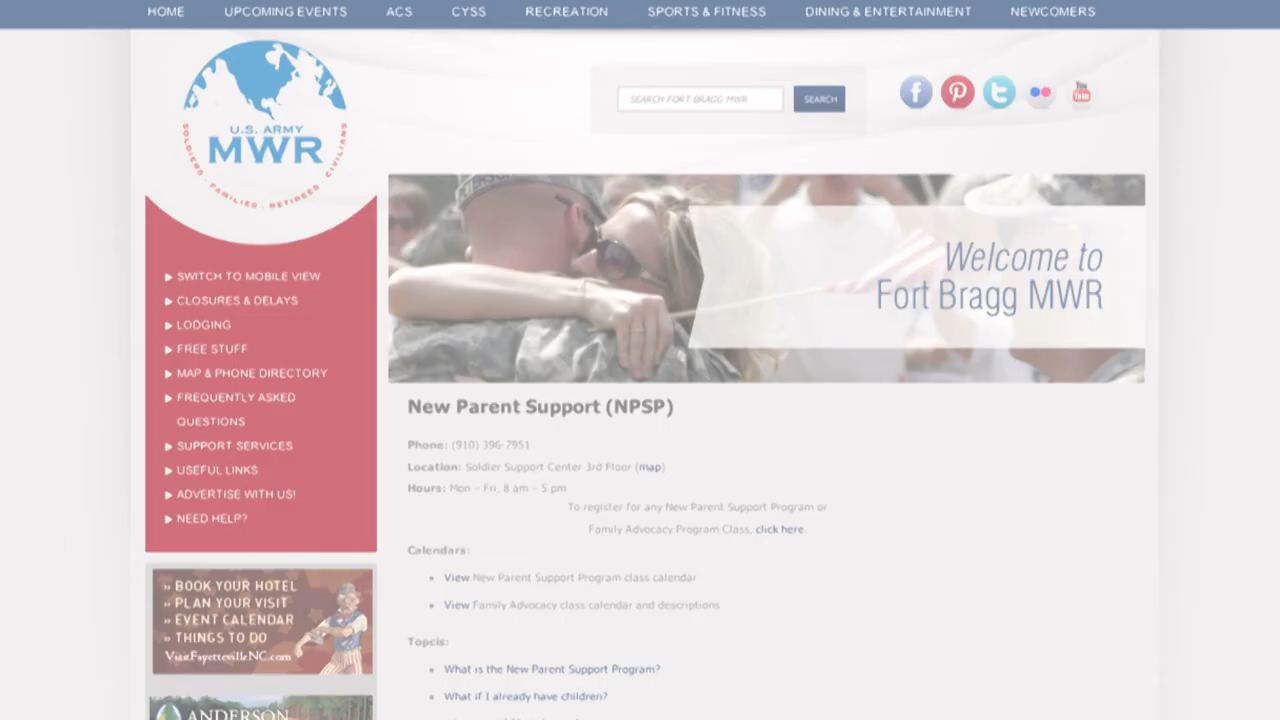 HOME UPCOMING EVENTS ACS CYSS RECREATION SPORTS & FITNESS DINING & ENTERTAINMENT NEWCOMERS
U.S. ARMY
MWR
SOLDIERS · FAMILIES · RETIREES · CIVILIANS
SEARCH FORT BRAGG MWR
SEARCH
You
Tube
Welcome to
Fort Bragg MWR
SWITCH TO MOBILE VIEW
CLOSURES & DELAYS
LODGING
FREE STUFF
MAP & PHONE DIRECTORY
FREQUENTLY ASKED
QUESTIONS
SUPPORT SERVICES
USEFUL LINKS
ADVERTISE WITH US!
NEED HELP?
» BOOK YOUR HOTEL
» PLAN YOUR VISIT
» EVENT CALENDAR
» THINGS TO DO
VisitFayettevilleNC.com
ANDERSON
New Parent Support (NPSP)
Phone: (910) 396-7951
Location: Soldier Support Center 3rd Floor (map)
Hours: Mon – Fri, 8 am – 5 pm
To register for any New Parent Support Program or
Family Advocacy Program Class, click here.
Calendars:
View New Parent Support Program class calendar
View Family Advocacy class calendar and descriptions
Topcis:
What is the New Parent Support Program?
What if I already have children?